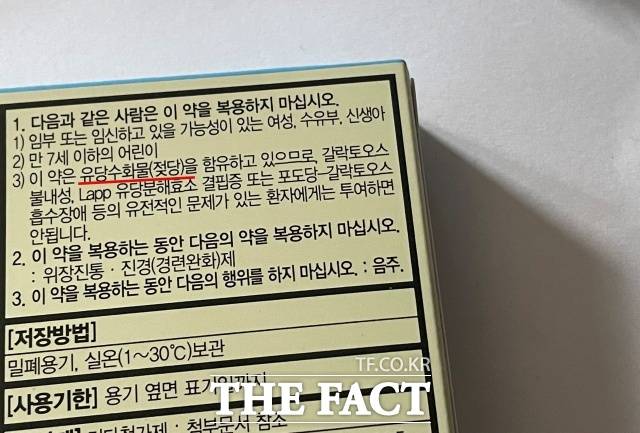 1. 다음과 같은 사람은 이 약을 복용하지 마십시오.
1) 임부 또는 임신하고 있을 가능성이 있는 여성, 수유부, 신생아
2) 만 7세 이하의 어린이
3) 이 약은 유당수화물(젖당)을 함유하고 있으므로, 갈락토오스
불내성, Lapp 유당분해효소 결핍증 또는 포도당-갈락토오스
흡수장애 등의 유전적인 문제가 있는 환자에게는 투여하면
안됩니다.
2. 이 약을 복용하는 동안 다음의 약을 복용하지 마십시오.
: 위장진통 · 진경(경련완화)제
3. 이 약을 복용하는 동안 다음의 행위를 하지 마십시오. : 음주.
[저장방법]
밀폐용기, 실온(1~30℃)보관
[사용기한] 용기 옆면 표기일까지
첨부문서 참조
TF.CO.KR
THE FACT